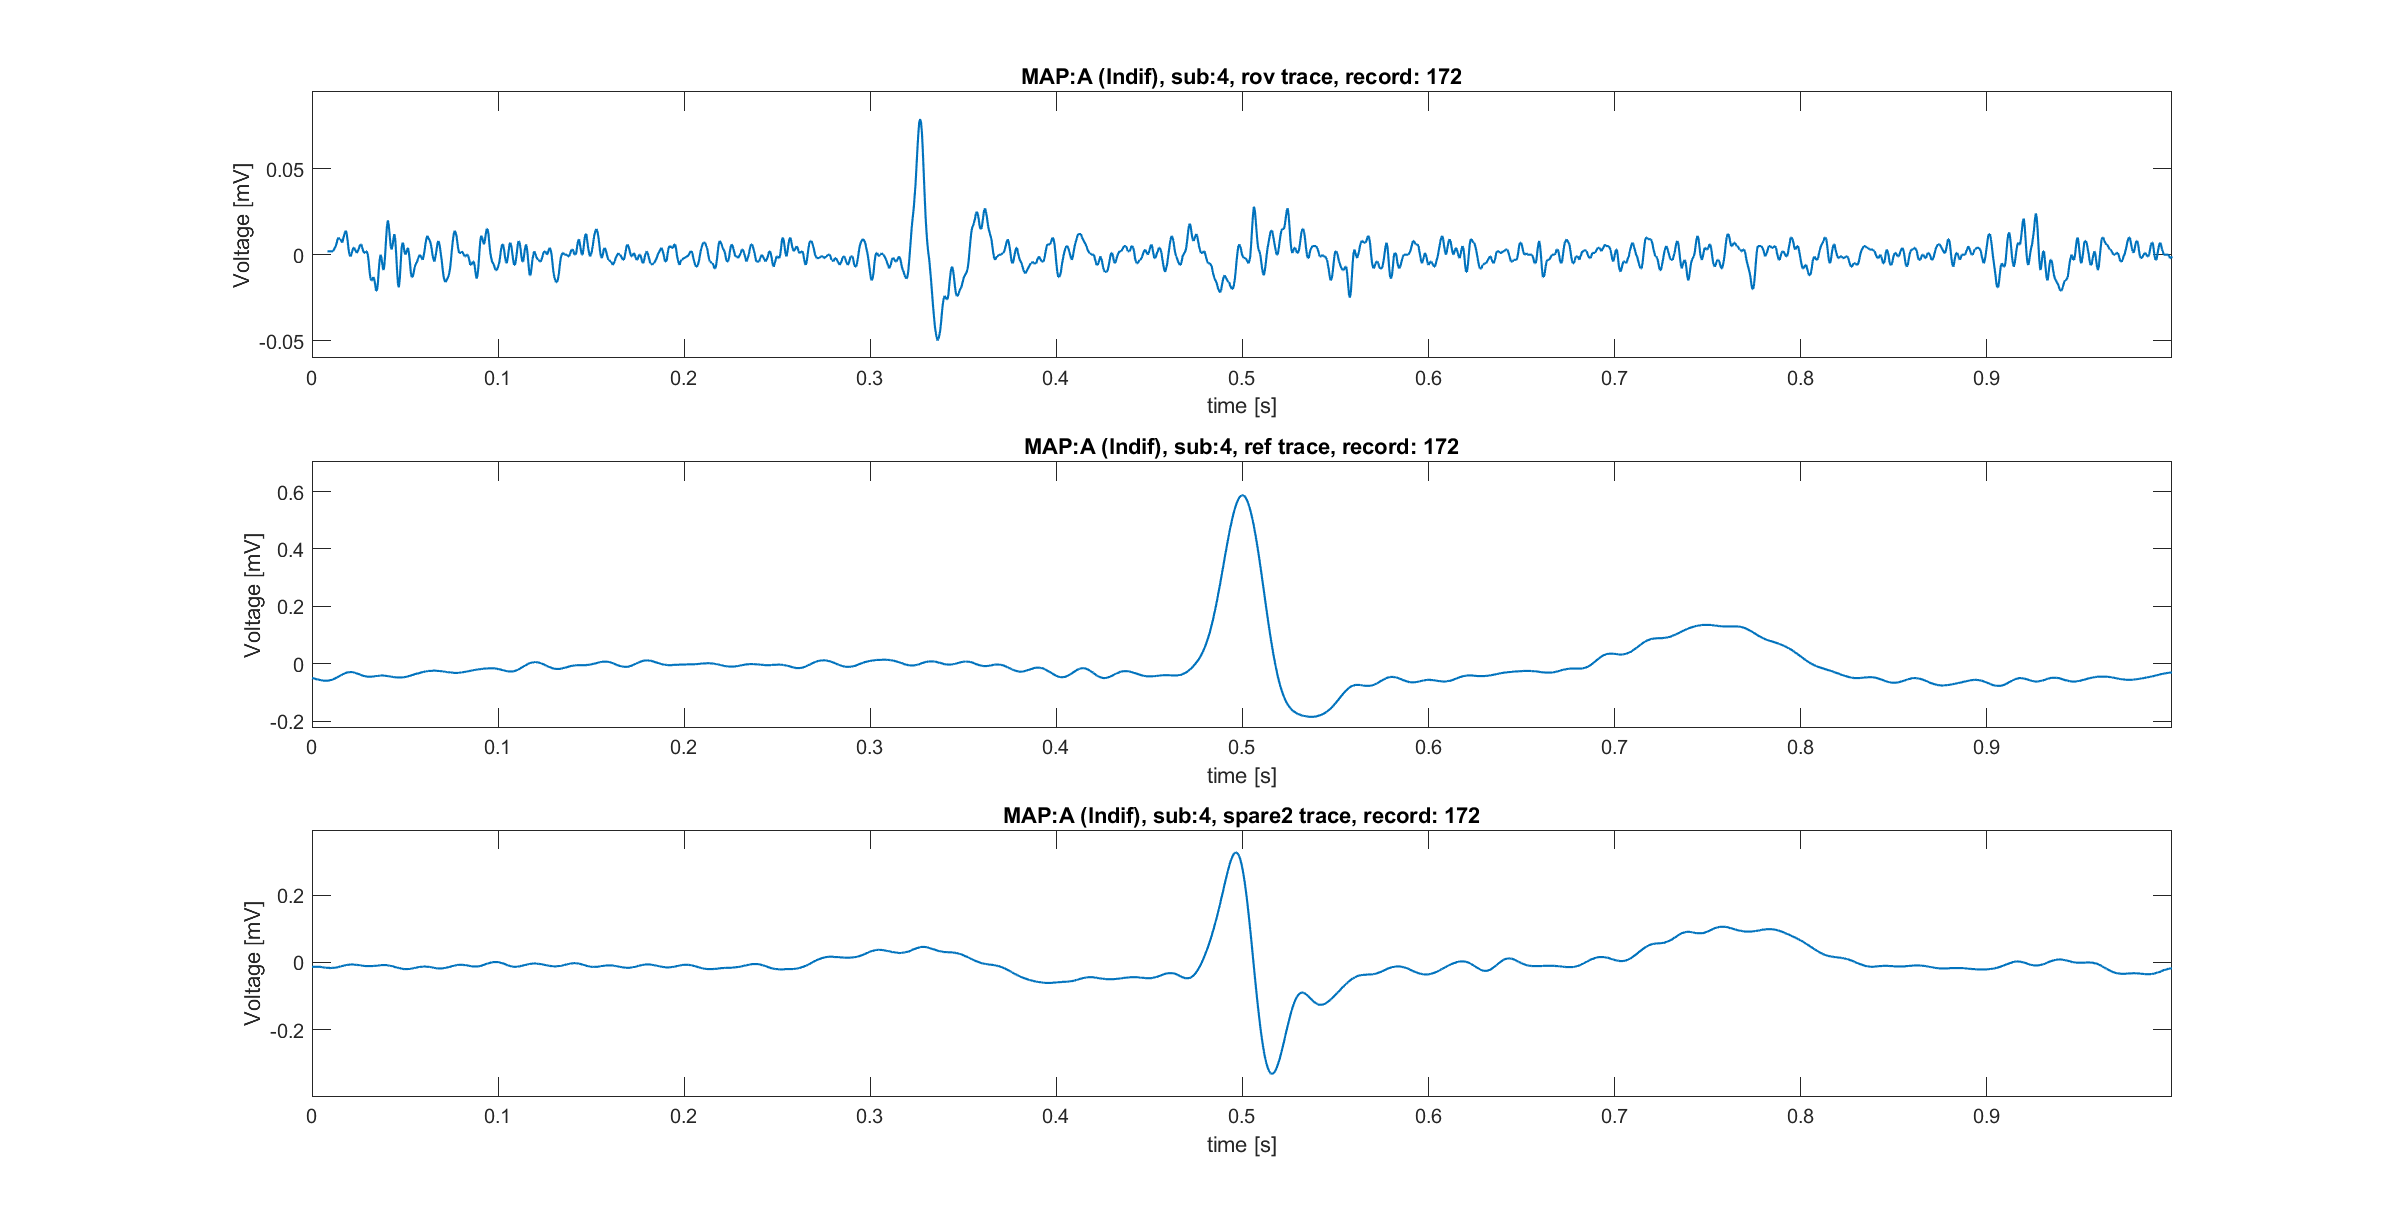 MAP:A (Indif), sub:4, rov trace, record: 172
Voltage [mV]
0.05
0
-0.05
0 0.1 0.2 0.3 0.4 0.5 0.6 0.7 0.8 0.9
time [s]
MAP:A (Indif), sub:4, ref trace, record: 172
Voltage [mV]
0.6
0.4
0.2
0
-0.2
0 0.1 0.2 0.3 0.4 0.5 0.6 0.7 0.8 0.9
time [s]
MAP:A (Indif), sub:4, spare2 trace, record: 172
Voltage [mV]
0.2
0
-0.2
0 0.1 0.2 0.3 0.4 0.5 0.6 0.7 0.8 0.9
time [s]